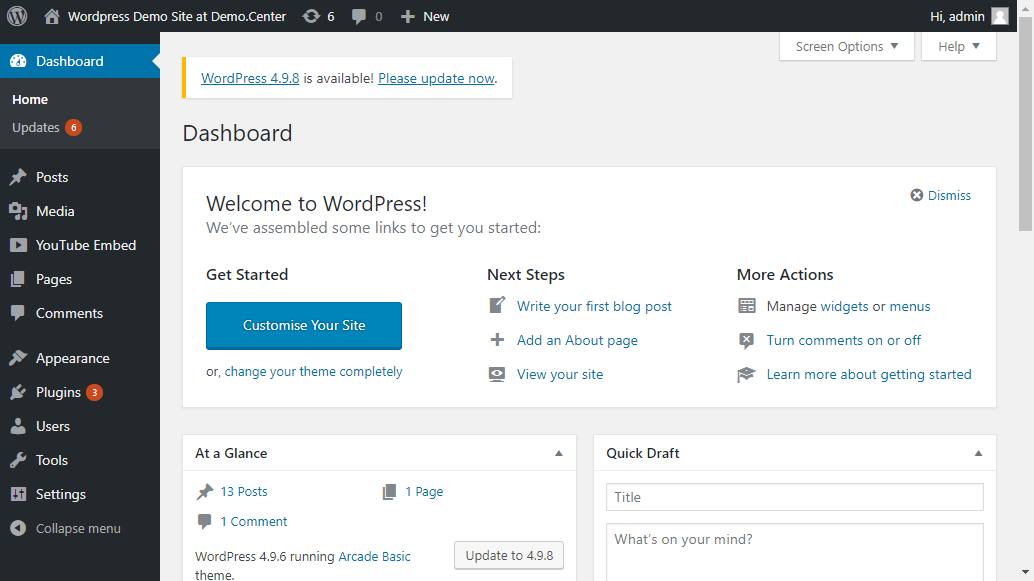 Wordpress Demo Site at Demo.Center 6 0 New Hi, admin
Dashboard
Home
Updates 6
Posts
Media
YouTube Embed
Pages
Comments
Appearance
Plugins 3
Users
Tools
Settings
Collapse menu
Screen Options Help
WordPress 4.9.8 is available! Please update now.
Dashboard
Dismiss
Welcome to WordPress!
We've assembled some links to get you started:
Get Started
Customise Your Site
or, change your theme completely
Next Steps
Write your first blog post
Add an About page
View your site
More Actions
Manage widgets or menus
Turn comments on or off
Learn more about getting started
At a Glance
13 Posts 1 Page
1 Comment
WordPress 4.9.6 running Arcade Basic
theme.
Update to 4.9.8
Quick Draft
Title
What's on your mind?